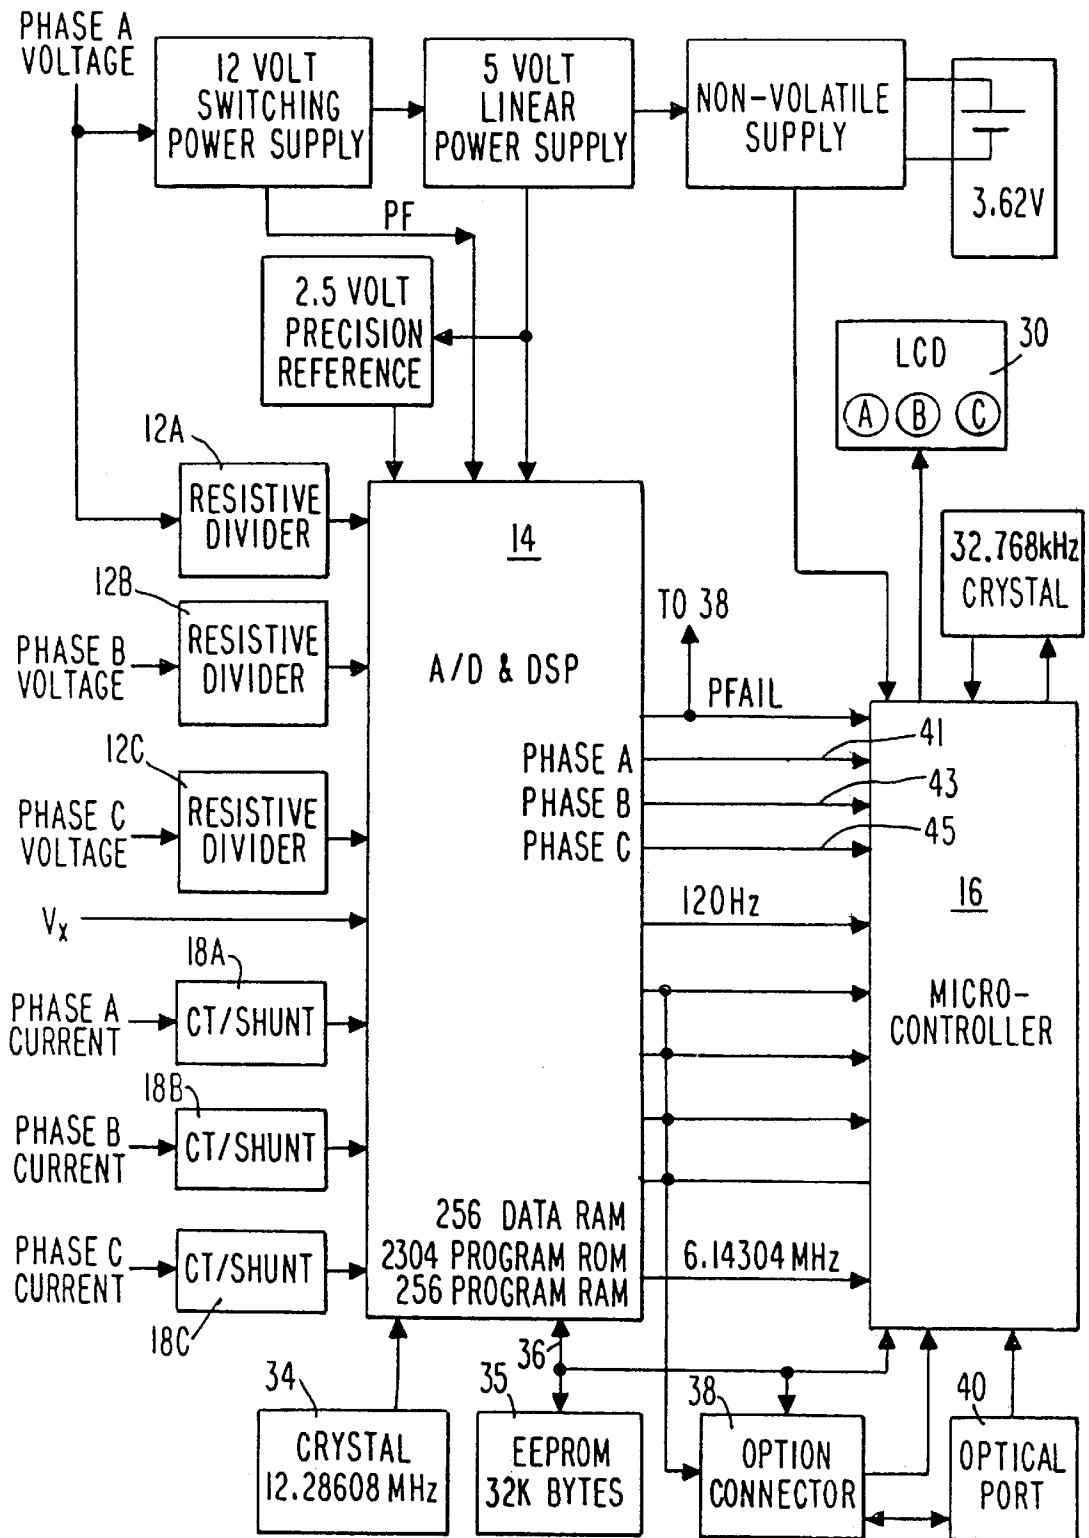 PHASE A
VOLTAGE
12 VOLT
SWITCHING
POWER SUPPLY
5 VOLT
LINEAR
POWER SUPPLY
NON-VOLATILE
SUPPLY
3.62V
PF
2.5 VOLT
PRECISION
REFERENCE
LCD
30
A
B
C
12A
RESISTIVE
DIVIDER
14
32.768kHz
CRYSTAL
12B
PHASE B
VOLTAGE
RESISTIVE
DIVIDER
A/D & DSP
TO 38
PFAIL
12C
PHASE C
VOLTAGE
RESISTIVE
DIVIDER
PHASE A
41
PHASE B
43
PHASE C
45
16
Vx
120Hz
18A
PHASE A
CURRENT
CT/SHUNT
MICRO-
CONTROLLER
18B
PHASE B
CURRENT
CT/SHUNT
PHASE C
CURRENT
CT/SHUNT
18C
256 DATA RAM
2304 PROGRAM ROM
256 PROGRAM RAM
6.14304 MHz
36
34
CRYSTAL
12.28608 MHz
35
EEPROM
32K BYTES
38
OPTION
CONNECTOR
40
OPTICAL
PORT